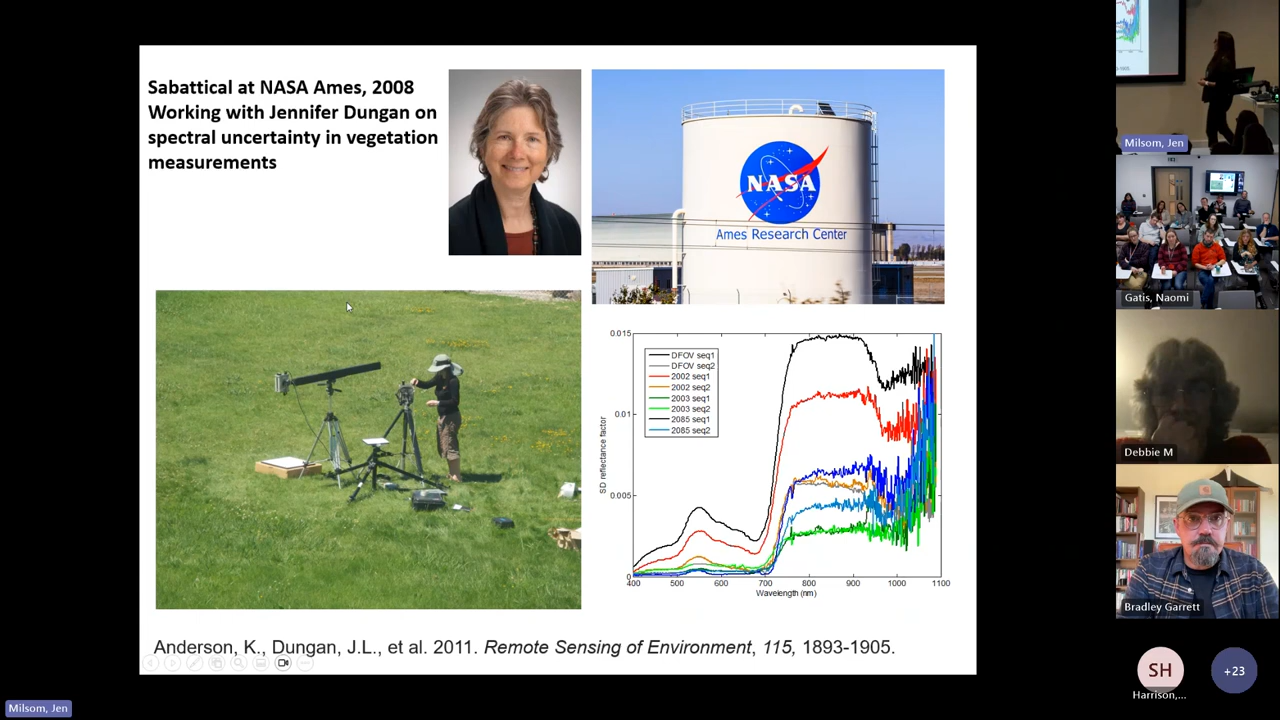 Sabattical at NASA Ames, 2008
Working with Jennifer Dungan on
spectral uncertainty in vegetation
measurements
NASA
Ames Research Center
0.015
0.01
0.005
0
SD reflectance factor
DFOV seq1
DFOV seq2
2002 seq1
2002 seq2
2003 seq1
2003 seq2
2085 seq1
2085 seq2
400 500 600 700 800 900 1000 1100
Wavelength (nm)
Anderson, K., Dungan, J.L., et al. 2011. Remote Sensing of Environment, 115, 1893-1905.
Milsom, Jen
Milsom, Jen
Gatis, Naomi
Debbie M
Bradley Garrett
SH
Harrison,...
+23